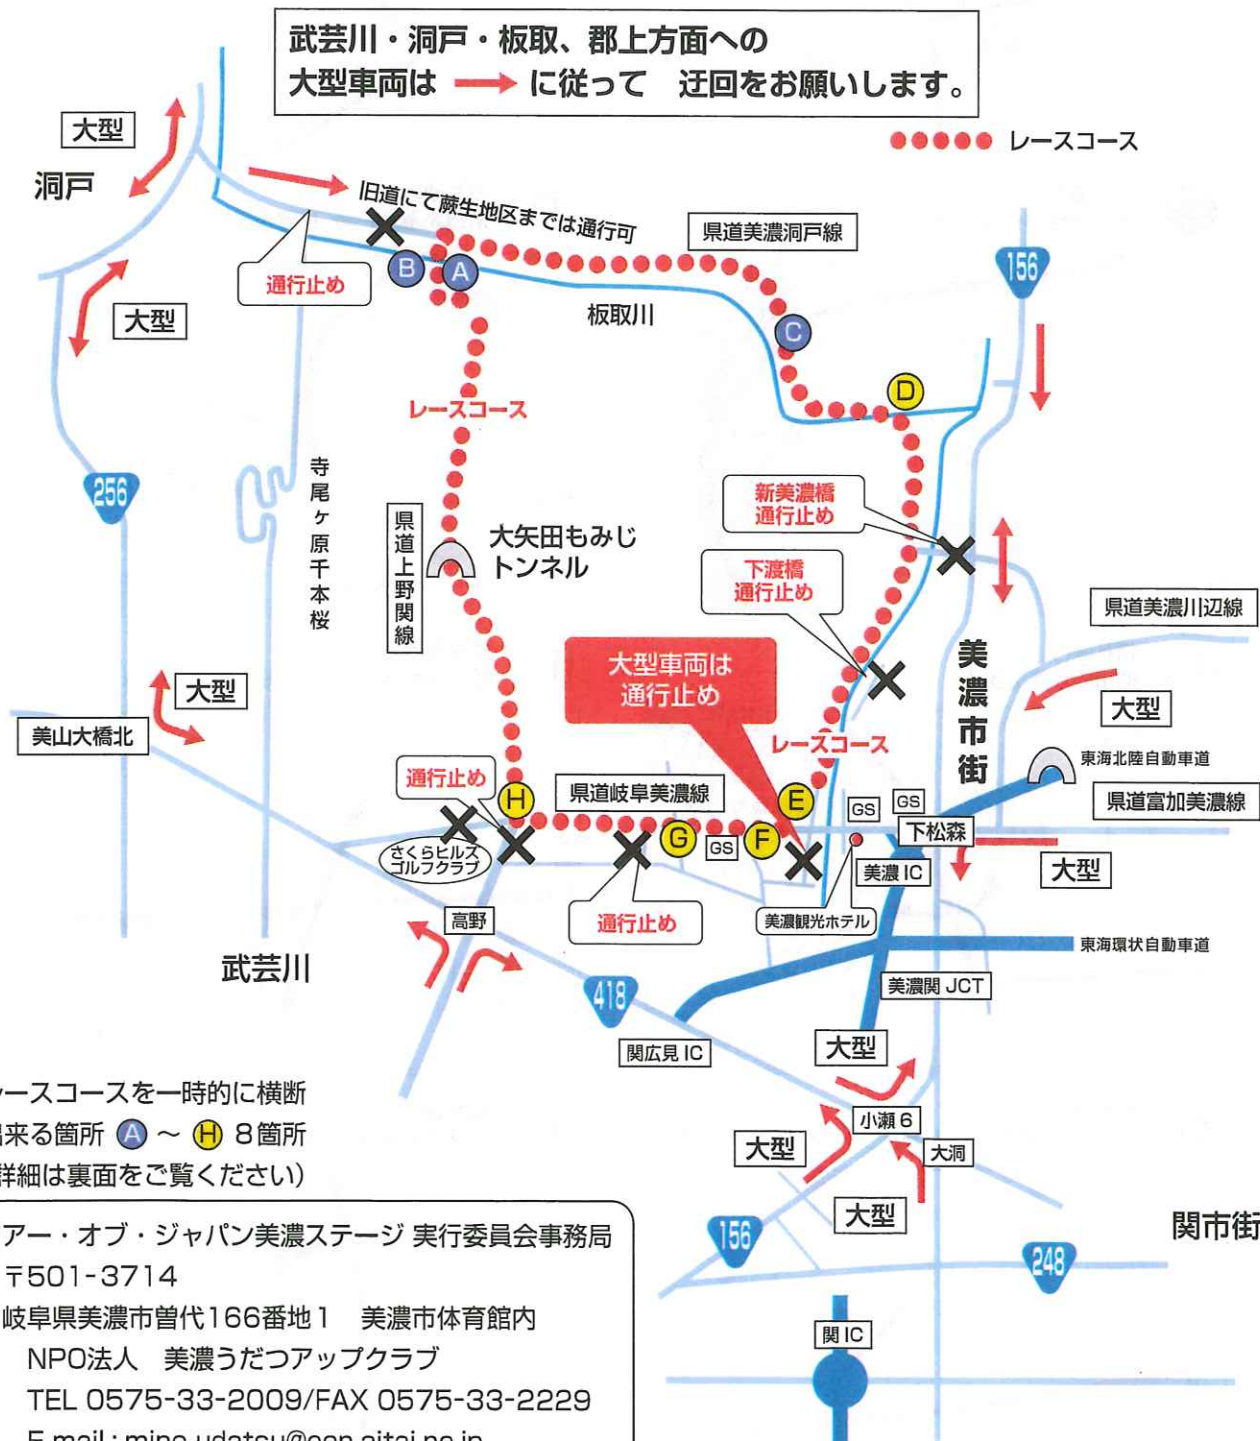 武芸川・洞戸・板取、郡上方面への
大型車両は → に従って 迂回をお願いします。
レースコース
大型
洞戸
旧道にて蕨生地区までは通行可
県道美濃洞戸線
156
通行止め
B
A
大型
板取川
C
D
レースコース
256
寺尾ヶ原千本桜
県道上野関線
大矢田もみじ
トンネル
新美濃橋
通行止め
下渡橋
通行止め
県道美濃川辺線
大型車両は
通行止め
美濃市街
大型
大型
美山大橋北
レースコース
東海北陸自動車道
通行止め
H
県道岐阜美濃線
E
GS
GS
県道富加美濃線
下松森
さくらヒルズ
ゴルフクラブ
G
GS
F
美濃IC
大型
通行止め
美濃観光ホテル
高野
東海環状自動車道
武芸川
418
美濃関JCT
関広見IC
大型
レースコースを一時的に横断
出来る箇所 A ～ H 8箇所
詳細は裏面をご覧ください）
小瀬6
大型
大洞
大型
156
248
関市街
関IC
アー・オブ・ジャパン美濃ステージ 実行委員会事務局
〒501-3714
岐阜県美濃市曽代166番地1 美濃市体育館内
NPO法人 美濃うだつアップクラブ
TEL 0575-33-2009/FAX 0575-33-2229